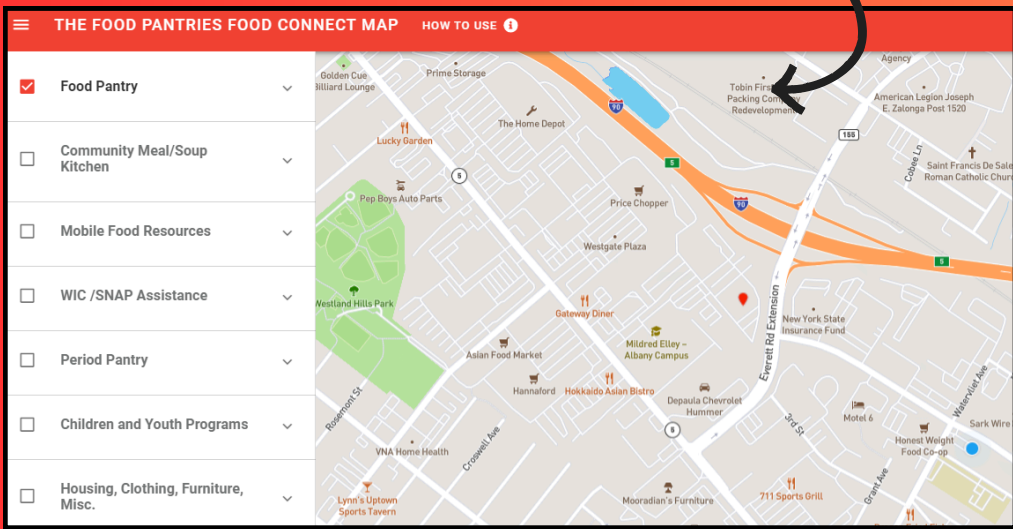 THE FOOD PANTRIES FOOD CONNECT MAP
HOW TO USE i
Food Pantry
Community Meal/Soup
Kitchen
Mobile Food Resources
WIC /SNAP Assistance
Period Pantry
Children and Youth Programs
Housing, Clothing, Furniture,
Misc.
Golden Cue
Billiard Lounge
Prime Storage
Agency
Tobin First
Packing Company
Redevelopment
American Legion Joseph
E. Zalonga Post 1520
90
The Home Depot
Lucky Garden
155
Cobee Ln
5
5
Saint Francis De Sale
Roman Catholic Chur
Pep Boys Auto Parts
Price Chopper
90
Westgate Plaza
5
Westland Hills Park
Gateway Diner
Everett Rd Extension
New York State
Insurance Fund
Mildred Elley –
Albany Campus
Asian Food Market
Hannaford
Hokkaido Asian Bistro
Depaula Chevrolet
Hummer
Rosemont St
Watervliet Ave
Motel 6
3rd St
5
Sark Wire
Honest Weight
Food Co-op
Croswell Ave
VNA Home Health
Grant Ave
Lynn's Uptown
Sports Tavern
Mooradian's Furniture
711 Sports Grill